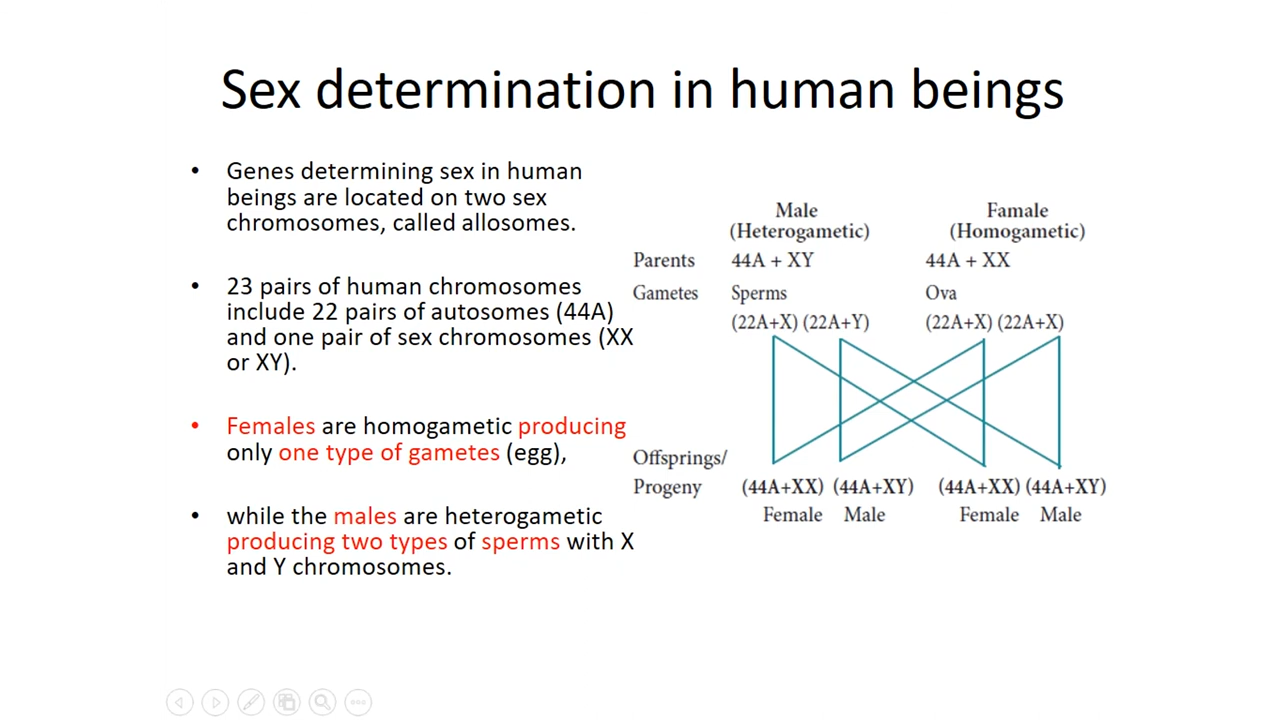 Sex determination in human beings
• Genes determining sex in human
beings are located on two sex
chromosomes, called allosomes.
• 23 pairs of human chromosomes
include 22 pairs of autosomes (44A)
and one pair of sex chromosomes (XX
or XY).
• Females are homogametic producing
only one type of gametes (egg),
• while the males are heterogametic
producing two types of sperms with X
and Y chromosomes.
Male Famale
(Heterogametic) (Homogametic)
Parents 44A + XY 44A + XX
Gametes Sperms Ova
(22A+X) (22A+Y) (22A+X) (22A+X)
Offsprings/
Progeny (44A+XX) (44A+XY) (44A+XX) (44A+XY)
Female Male Female Male